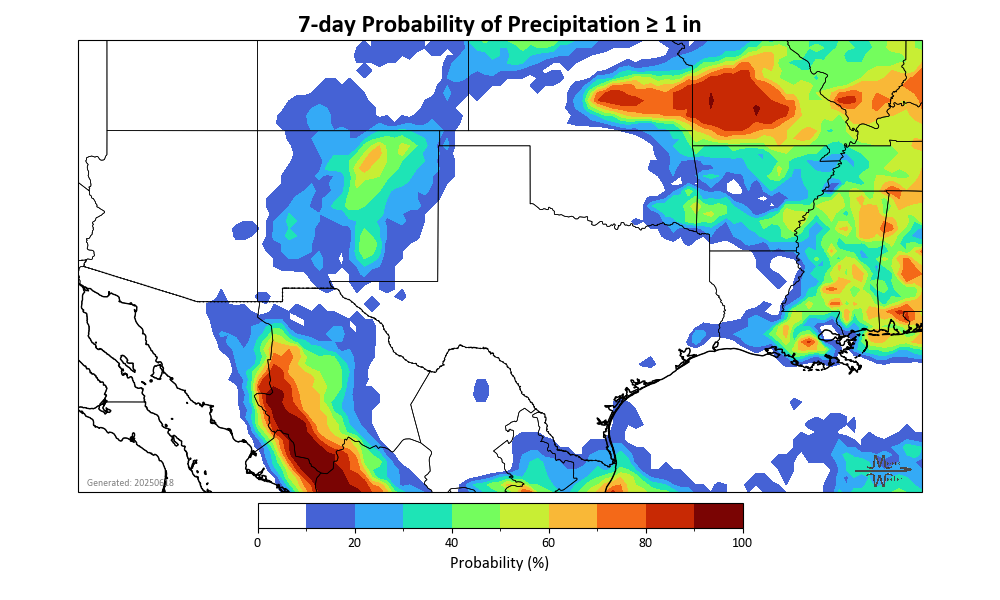 7-day Probability of Precipitation ≥ 1 in
Generated: 20250618
0 20 40 60 80 100
Probability (%)